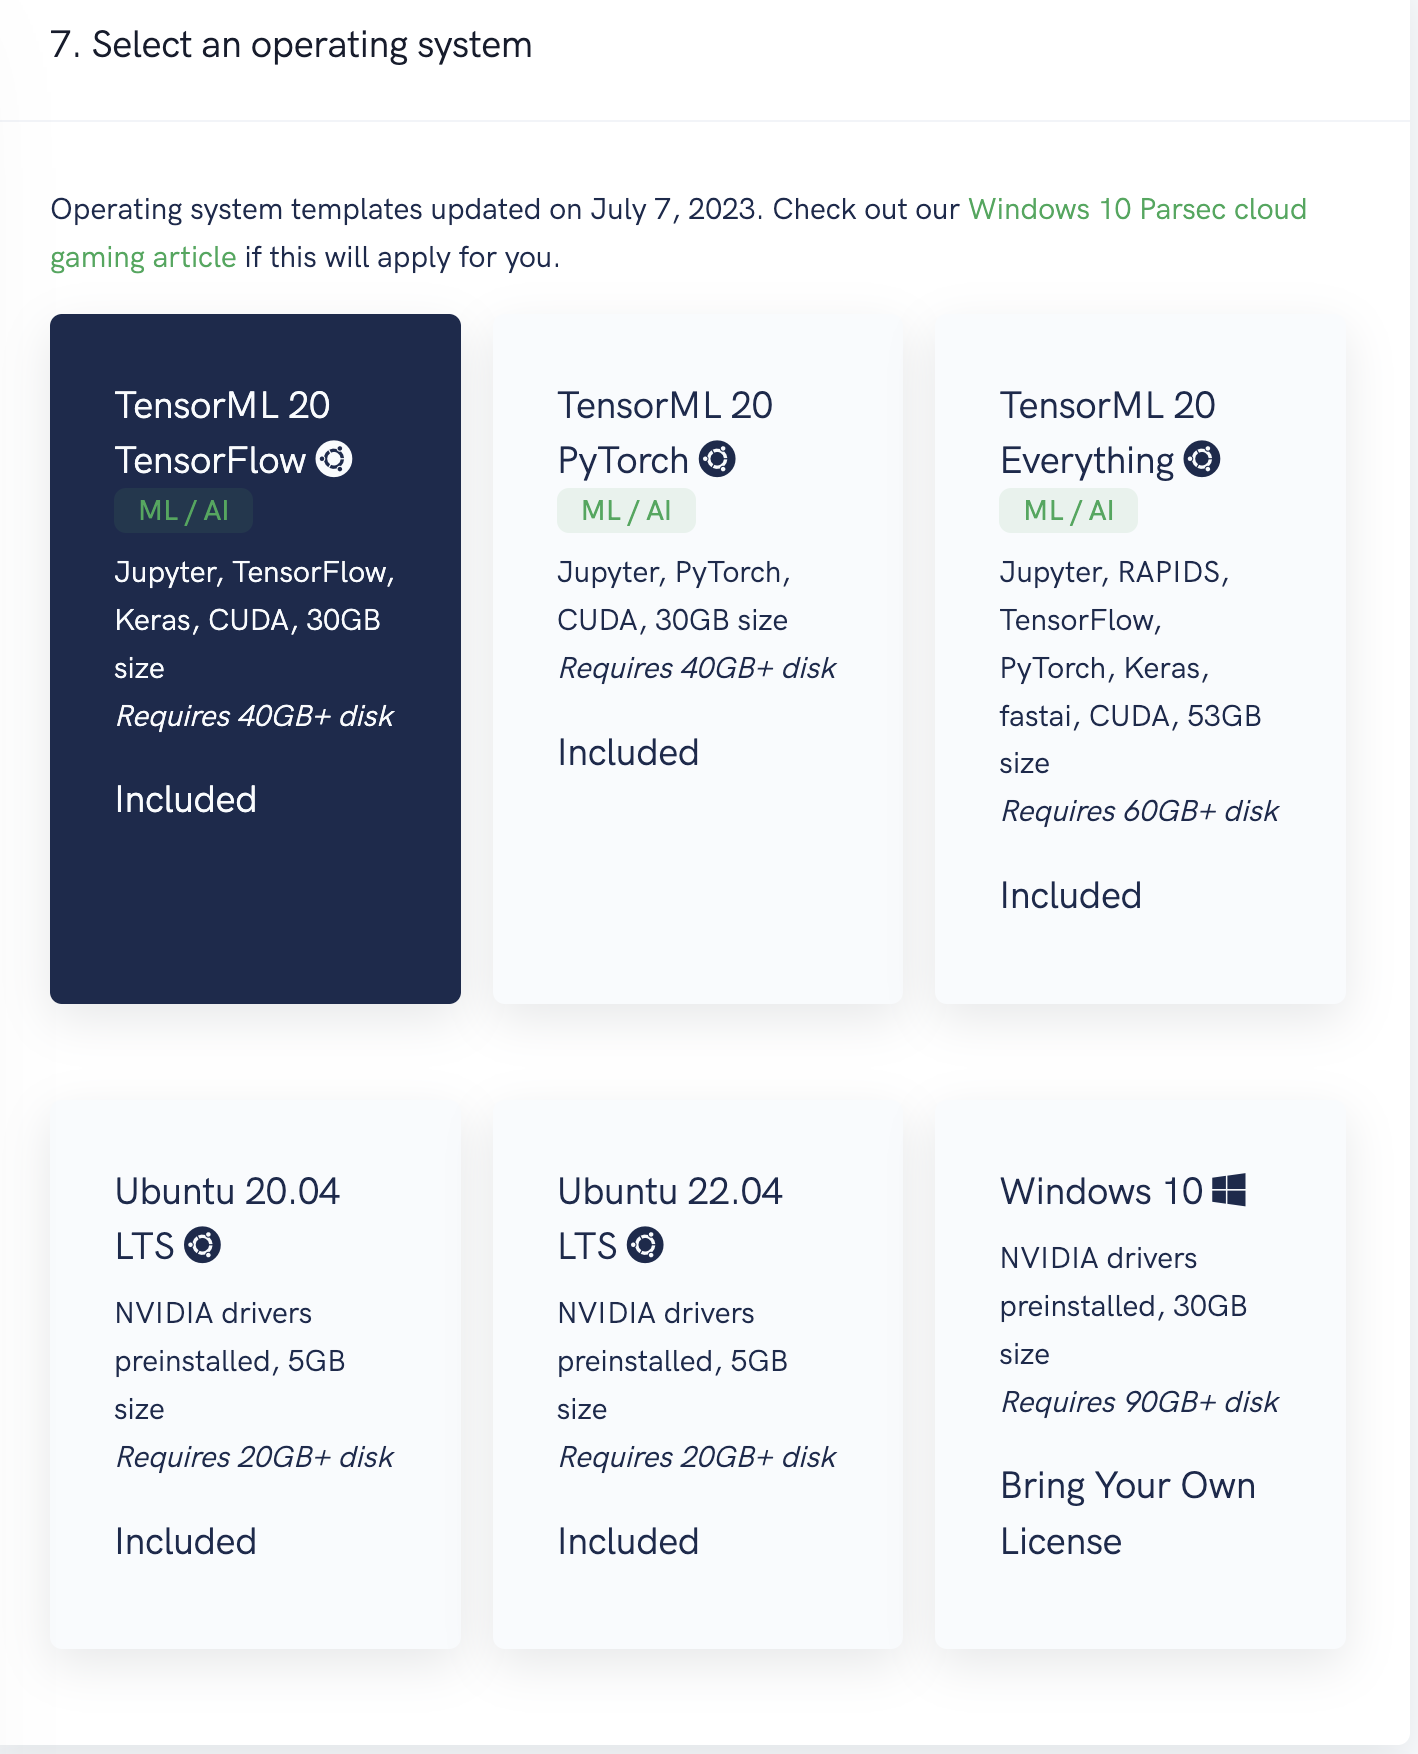 7. Select an operating system
Operating system templates updated on July 7, 2023. Check out our Windows 10 Parsec cloud
gaming article if this will apply for you.
TensorML 20
TensorFlow
ML / AI
Jupyter, TensorFlow,
Keras, CUDA, 30GB
size
Requires 40GB+ disk
Included
TensorML 20
PyTorch
ML / AI
Jupyter, PyTorch,
CUDA, 30GB size
Requires 40GB+ disk
Included
TensorML 20
Everything
ML / AI
Jupyter, RAPIDS,
TensorFlow,
PyTorch, Keras,
fastai, CUDA, 53GB
size
Requires 60GB+ disk
Included
Ubuntu 20.04
LTS
NVIDIA drivers
preinstalled, 5GB
size
Requires 20GB+ disk
Included
Ubuntu 22.04
LTS
NVIDIA drivers
preinstalled, 5GB
size
Requires 20GB+ disk
Included
Windows 10
NVIDIA drivers
preinstalled, 30GB
size
Requires 90GB+ disk
Bring Your Own
License